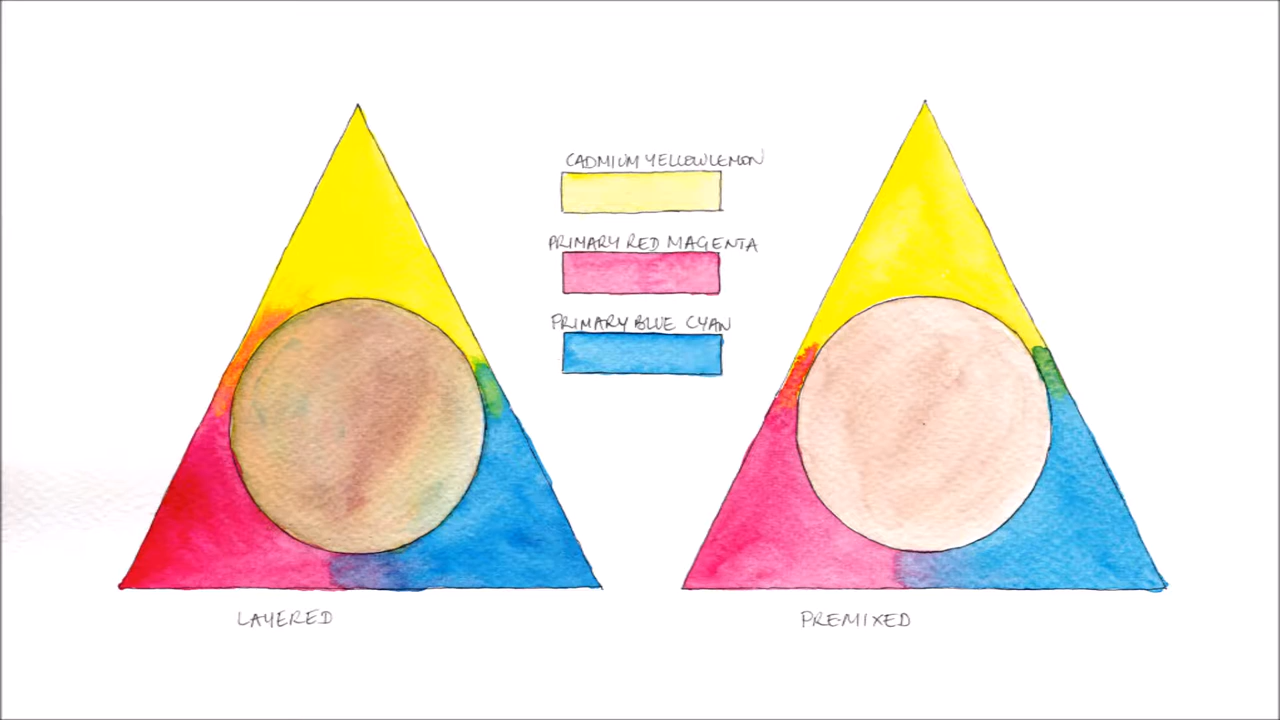 CADMIUM YELLOW LEMON
PRIMARY RED MAGENTA
PRIMARY BLUE CYAN
LAYERED
PREMIXED